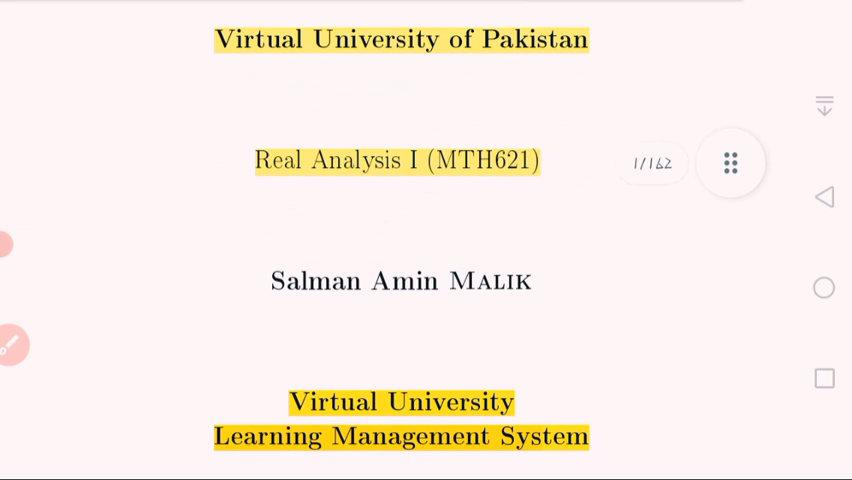 Virtual University of Pakistan
Real Analysis I (MTH621)
1/162
Salman Amin MALIK
Virtual University
Learning Management System